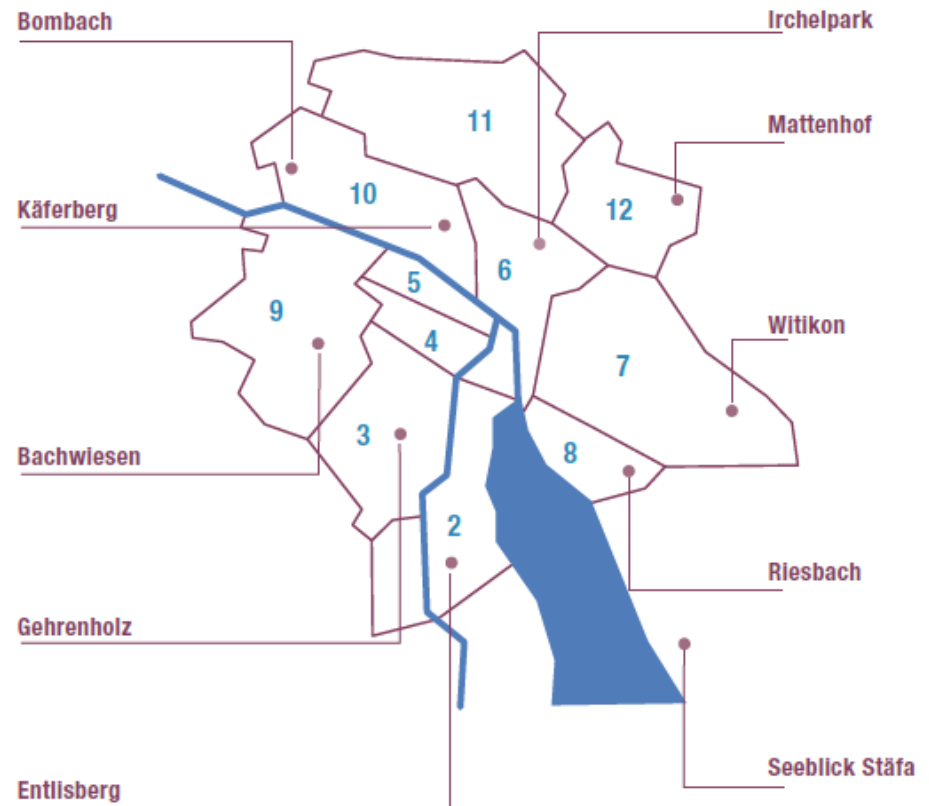 Bombach
Irchelpark
11
Mattenhof
10
12
Käferberg
6
5
9
Witikon
4
7
3
8
Bachwiesen
2
Riesbach
Gehrenholz
Seeblick Stäfa
Entlisberg